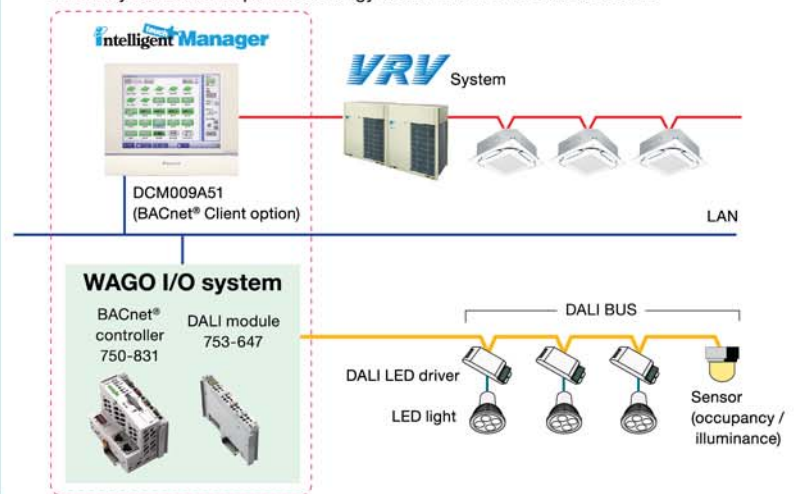 intelligent touch Manager
VRV System
DCM009A51
(BACnet® Client option)
LAN
WAGO I/O system
BACnet®
controller
750-831
DALI module
753-647
DALI BUS
DALI LED driver
LED light
Sensor
(occupancy /
illuminance)